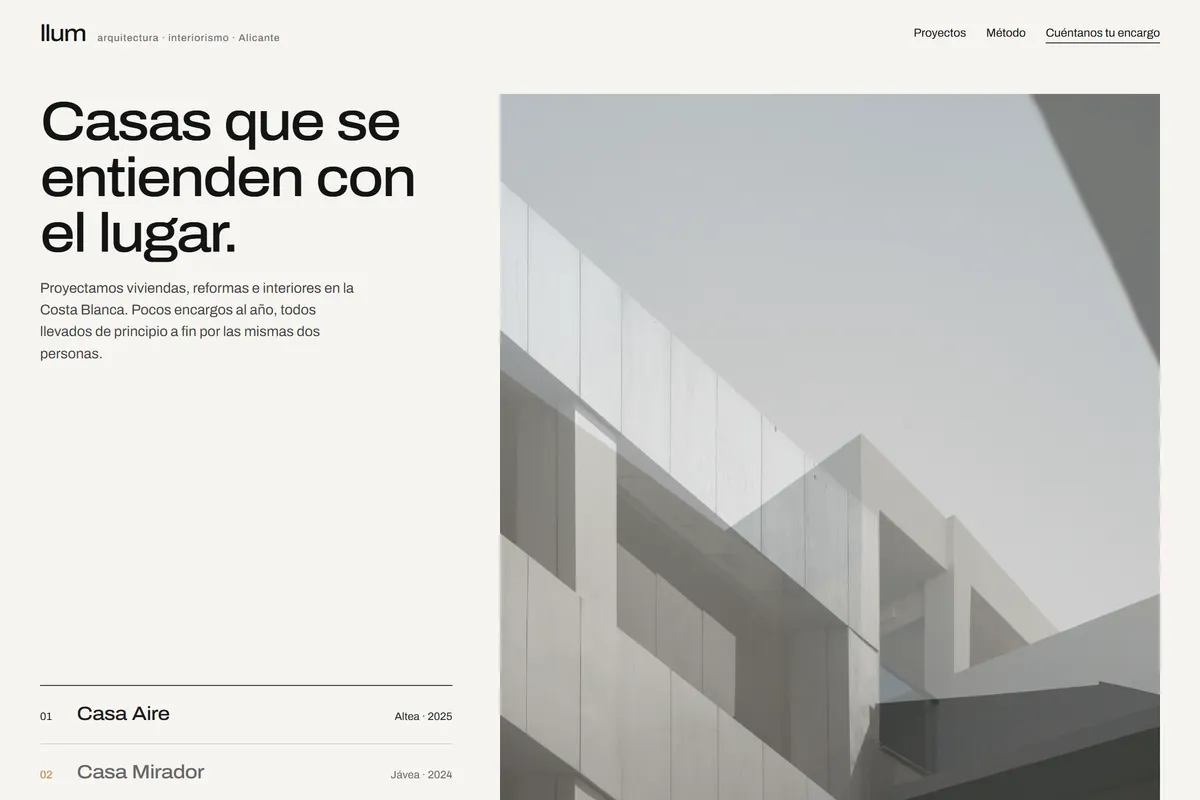 llum arquitectura · interiorismo · Alicante
Proyectos Método Cuéntanos tu encargo
Casas que se
entienden con
el lugar.
Proyectamos viviendas, reformas e interiores en la
Costa Blanca. Pocos encargos al año, todos
llevados de principio a fin por las mismas dos
personas.
01 Casa Aire Altea · 2025
02 Casa Mirador Jávea · 2024